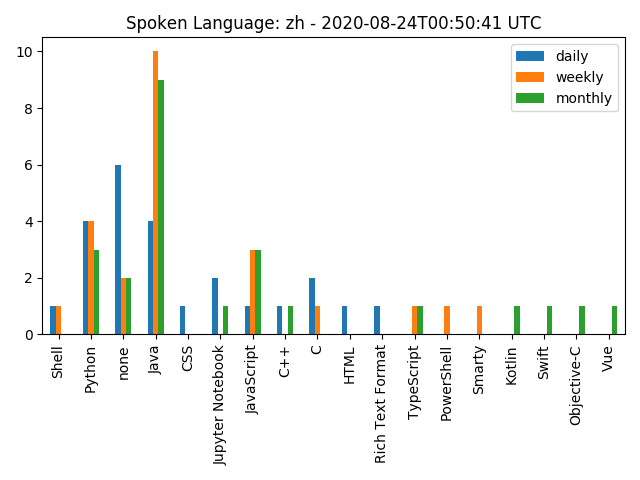 Spoken Language: zh - 2020-08-24T00:50:41 UTC
daily
weekly
monthly
10
8
6
4
2
0
Shell
Python
none
Java
CSS
Jupyter Notebook
JavaScript
C++
C
HTML
Rich Text Format
TypeScript
PowerShell
Smarty
Kotlin
Swift
Objective-C
Vue